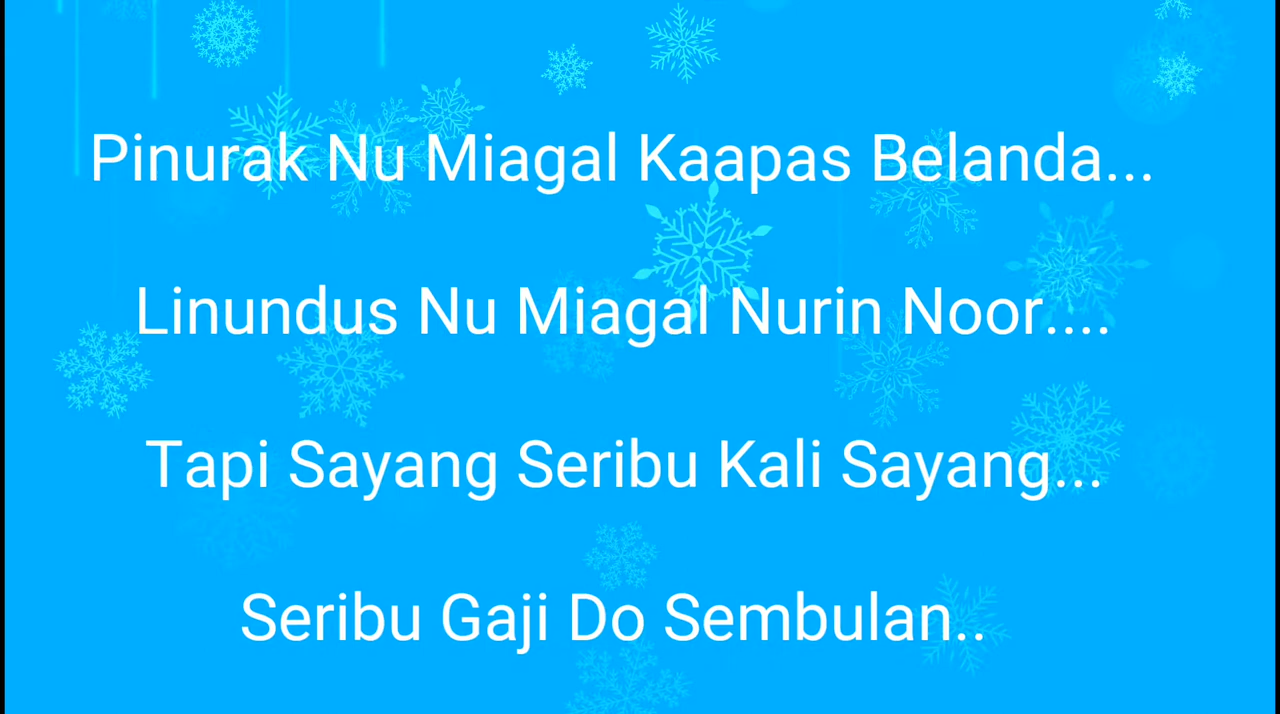 Pinurak Nu Miagal Kaapas Belanda...
Linundus Nu Miagal Nurin Noor....
Tapi Sayang Seribu Kali Sayang...
Seribu Gaji Do Sembulan..